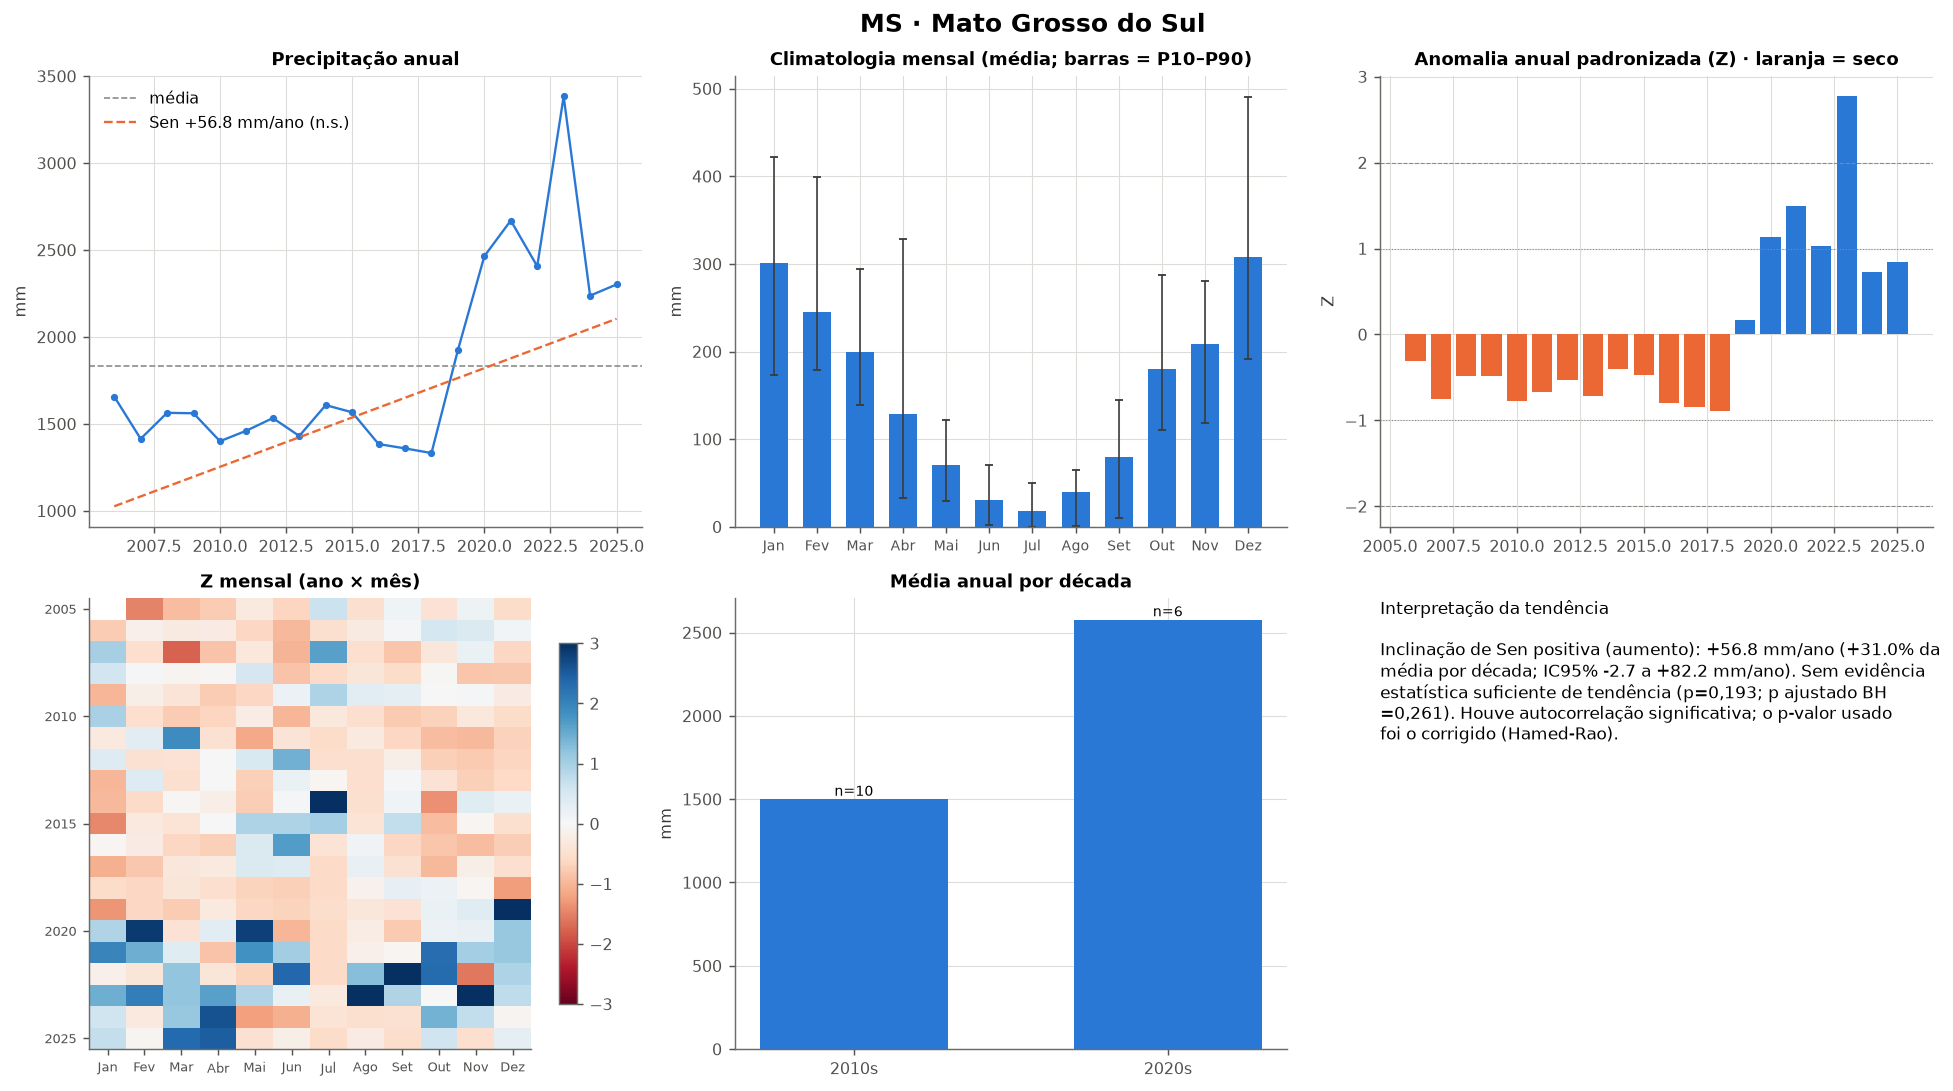 MS · Mato Grosso do Sul
Precipitação anual
3500
3000
2500
2000
1500
1000
mm
média
Sen +56.8 mm/ano (n.s.)
2007.5 2010.0 2012.5 2015.0 2017.5 2020.0 2022.5 2025.0
Climatologia mensal (média; barras = P10–P90)
500
400
300
200
100
0
mm
Jan Fev Mar Abr Mai Jun Jul Ago Set Out Nov Dez
Anomalia anual padronizada (Z) · laranja = seco
3
2
1
0
−1
−2
Z
2005.0 2007.5 2010.0 2012.5 2015.0 2017.5 2020.0 2022.5 2025.0
Z mensal (ano × mês)
2005
2010
2015
2020
2025
Jan Fev Mar Abr Mai Jun Jul Ago Set Out Nov Dez
3
2
1
0
−1
−2
−3
Média anual por década
2500
2000
1500
1000
500
0
mm
n=10
n=6
2010s 2020s
Interpretação da tendência
Inclinação de Sen positiva (aumento): +56.8 mm/ano (+31.0% da
média por década; IC95% -2.7 a +82.2 mm/ano). Sem evidência
estatística suficiente de tendência (p=0,193; p ajustado BH
=0,261). Houve autocorrelação significativa; o p-valor usado
foi o corrigido (Hamed-Rao).